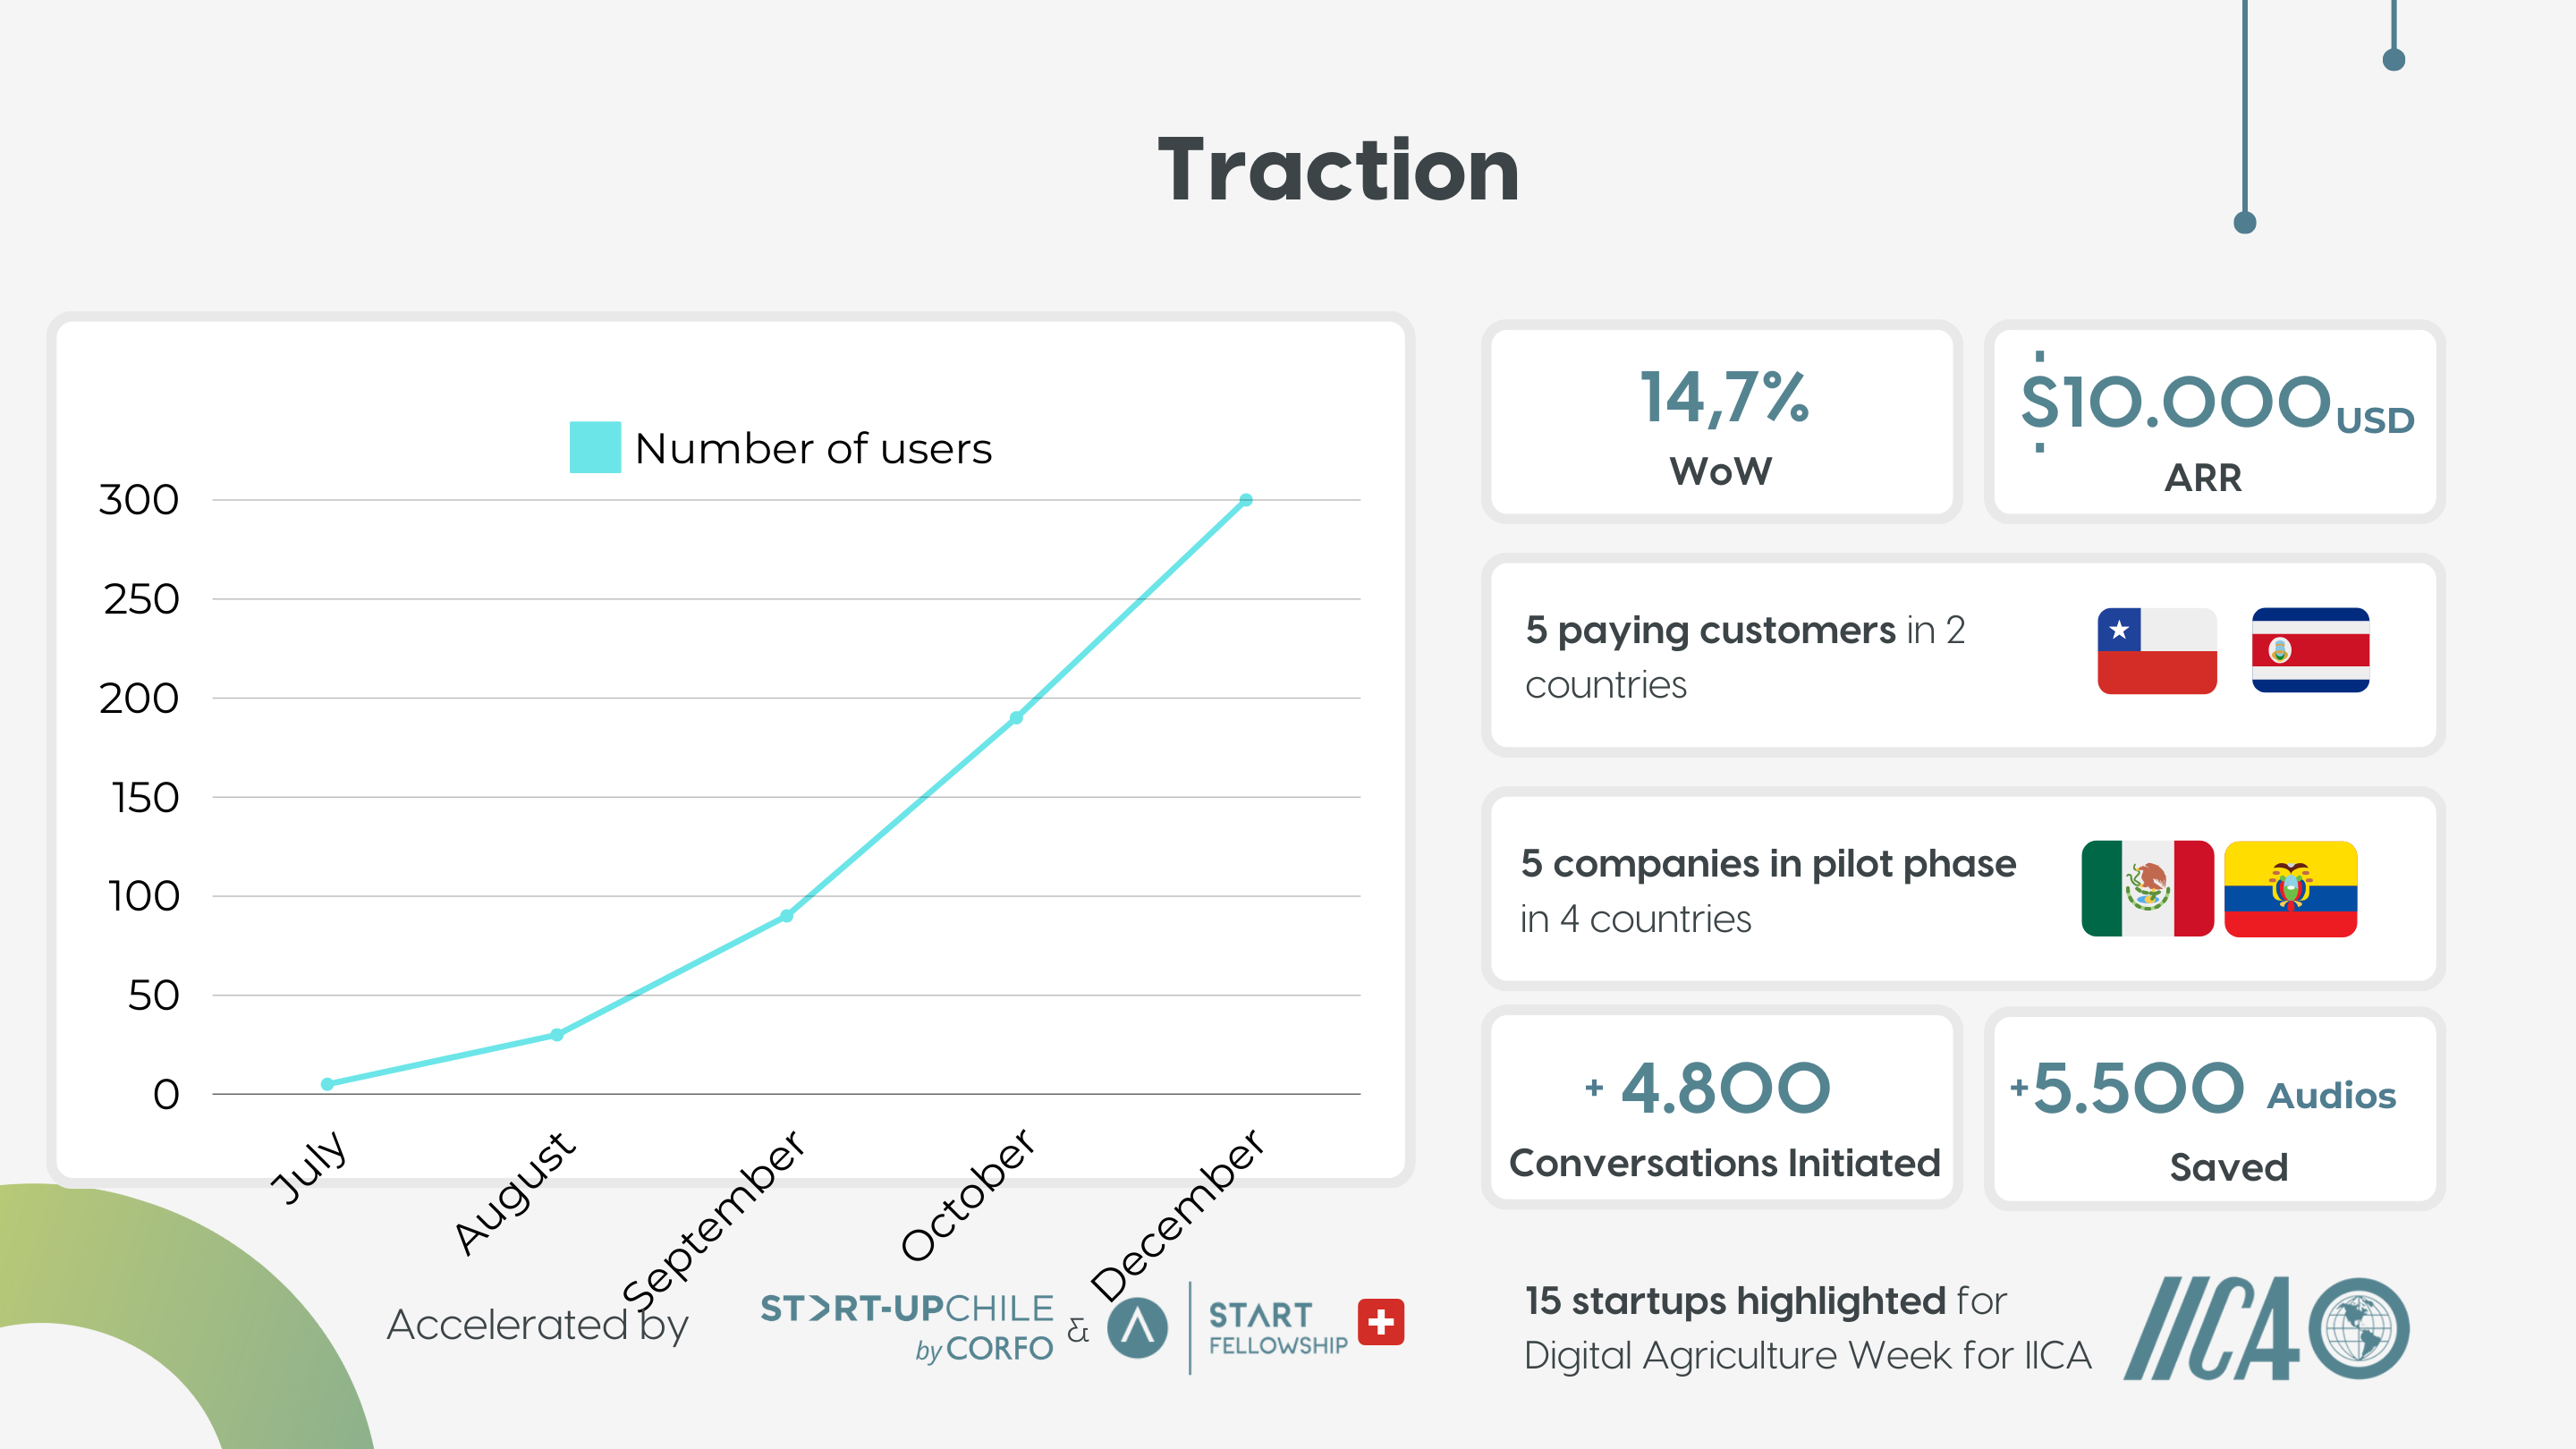 Traction
Number of users
300
250
200
150
100
50
0
July
August
September
October
December
14,7%
WoW
$10.000 USD
ARR
5 paying customers in 2
countries
5 companies in pilot phase
in 4 countries
+ 4.800
Conversations Initiated
+5.500 Audios
Saved
Accelerated by
START-UPCHILE
by CORFO
&
START
FELLOWSHIP
15 startups highlighted for
Digital Agriculture Week for IICA
IICA